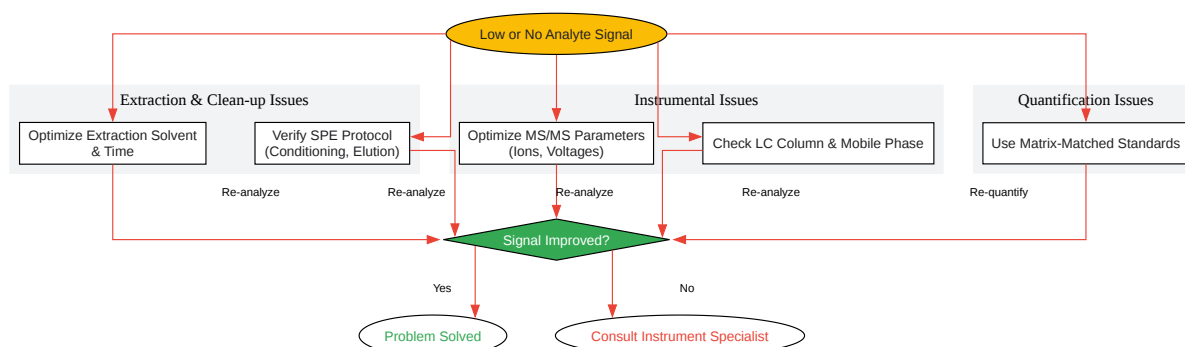 Low or No Analyte Signal
Extraction & Clean-up Issues
Instrumental Issues
Quantification Issues
Optimize Extraction Solvent
& Time
Verify SPE Protocol
(Conditioning, Elution)
Optimize MS/MS Parameters
(Ions, Voltages)
Check LC Column & Mobile Phase
Use Matrix-Matched Standards
Re-analyze
Re-analyze
Re-analyze
Re-analyze
Re-quantify
Signal Improved?
Yes
No
Problem Solved
Consult Instrument Specialist